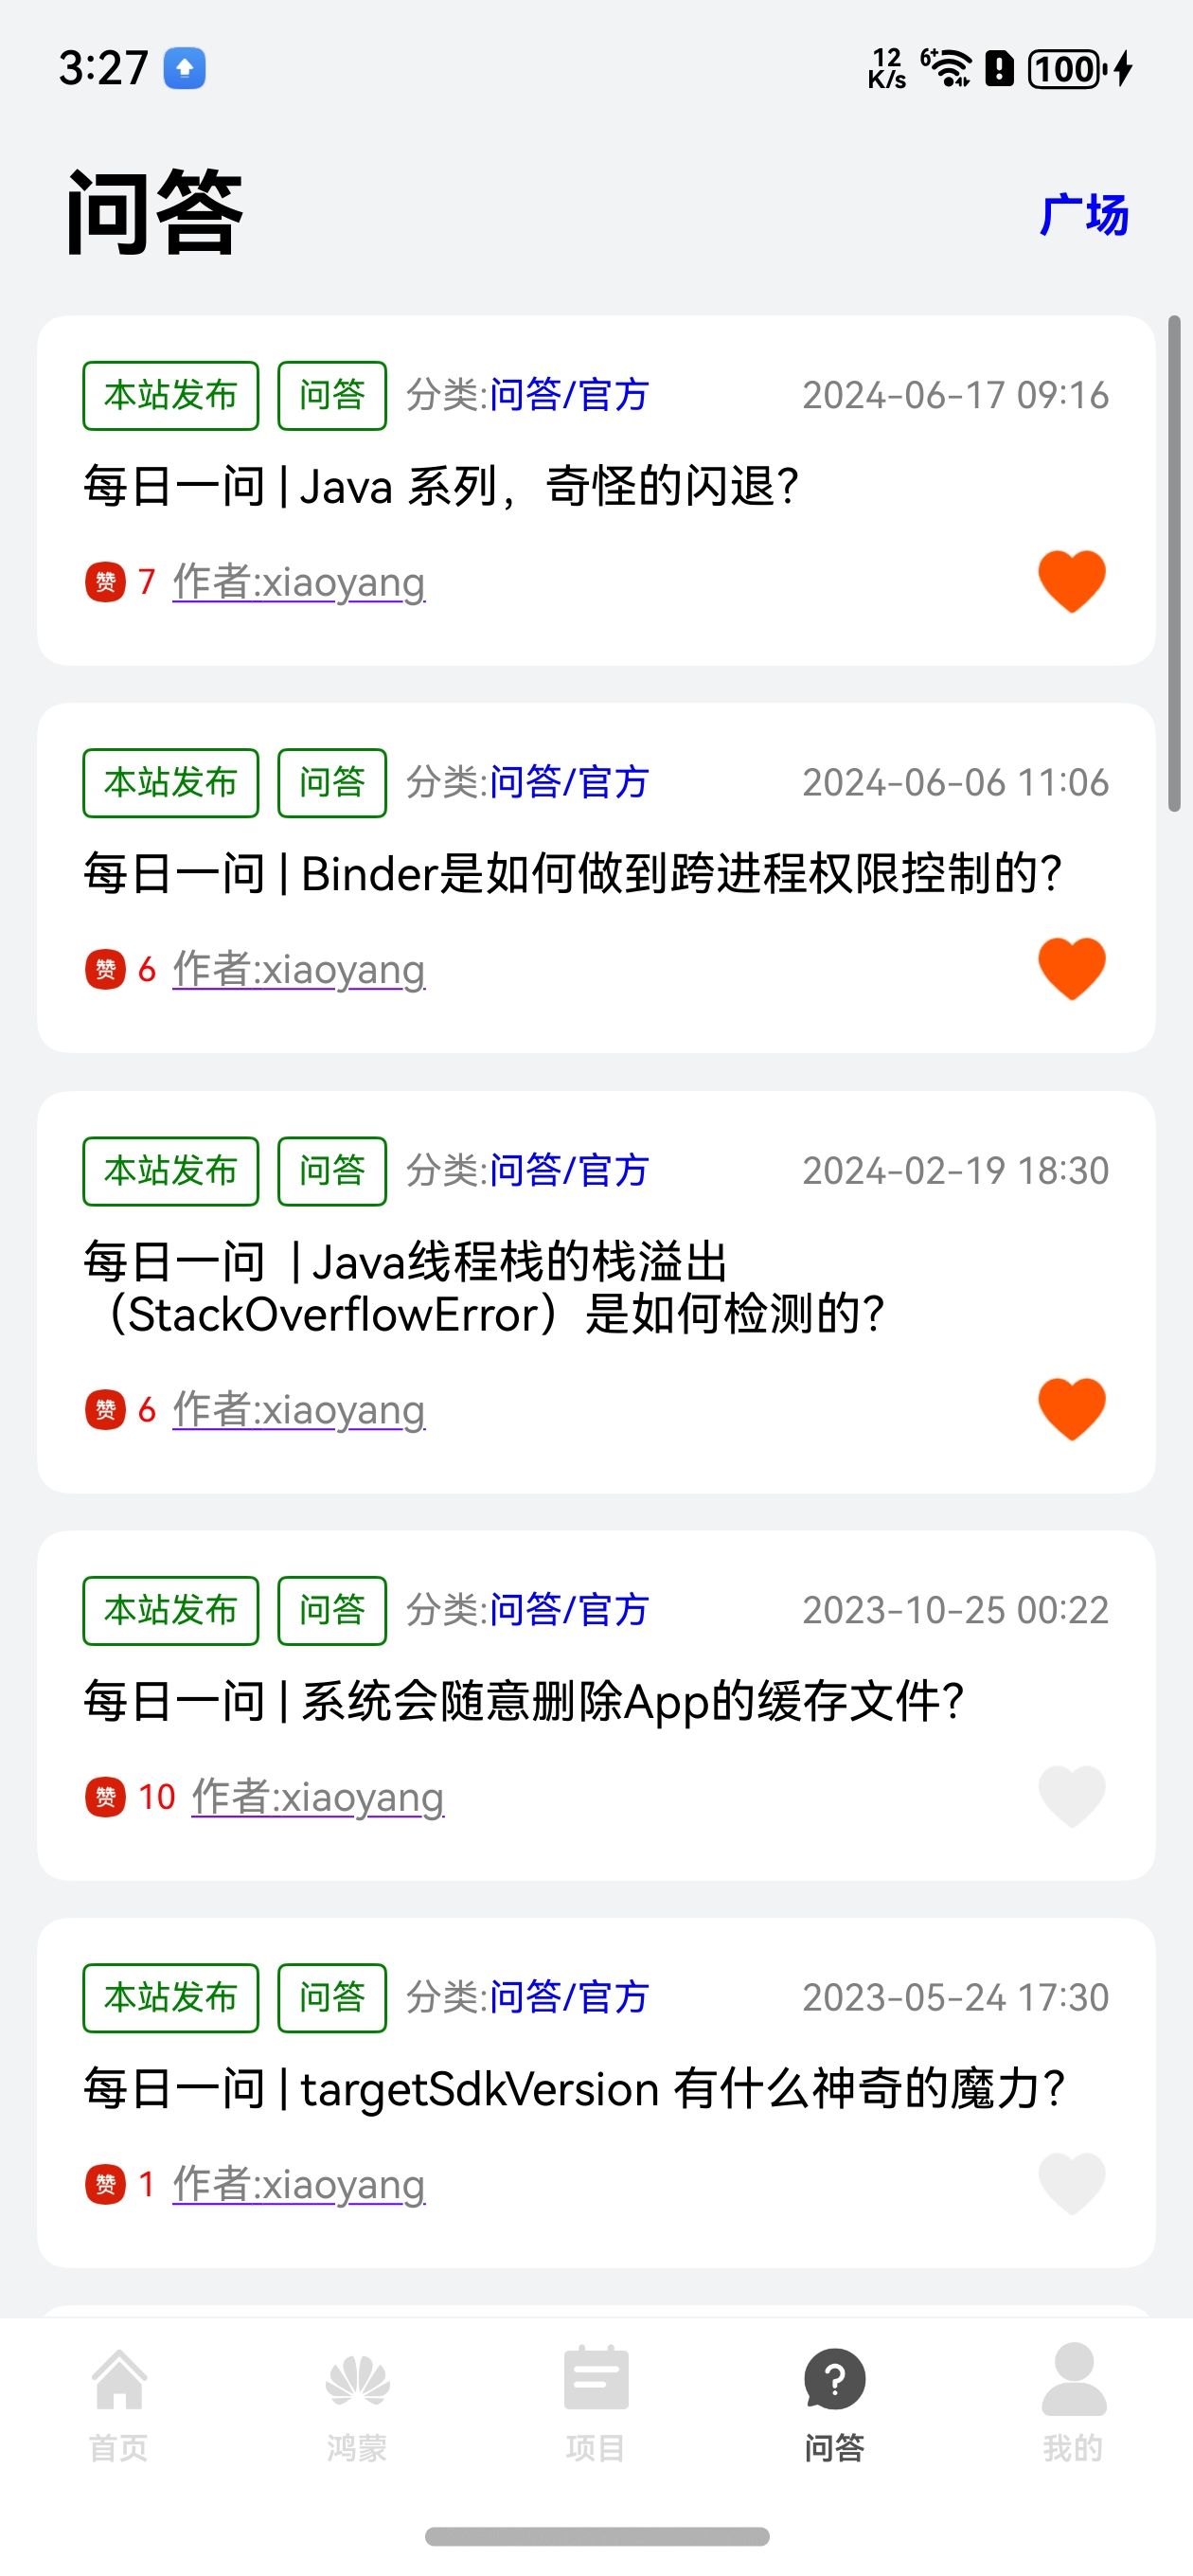 3:27
12
K/s
6+
100
问答
广场
本站发布 问答 分类:问答/官方 2024-06-17 09:16
每日一问 | Java 系列，奇怪的闪退？
赞 7 作者:xiaoyang
本站发布 问答 分类:问答/官方 2024-06-06 11:06
每日一问 | Binder是如何做到跨进程权限控制的？
赞 6 作者:xiaoyang
本站发布 问答 分类:问答/官方 2024-02-19 18:30
每日一问 | Java线程栈的栈溢出
（StackOverflowError）是如何检测的？
赞 6 作者:xiaoyang
本站发布 问答 分类:问答/官方 2023-10-25 00:22
每日一问 | 系统会随意删除App的缓存文件？
赞 10 作者:xiaoyang
本站发布 问答 分类:问答/官方 2023-05-24 17:30
每日一问 | targetSdkVersion 有什么神奇的魔力？
赞 1 作者:xiaoyang
首页 鸿蒙 项目 问答 我的